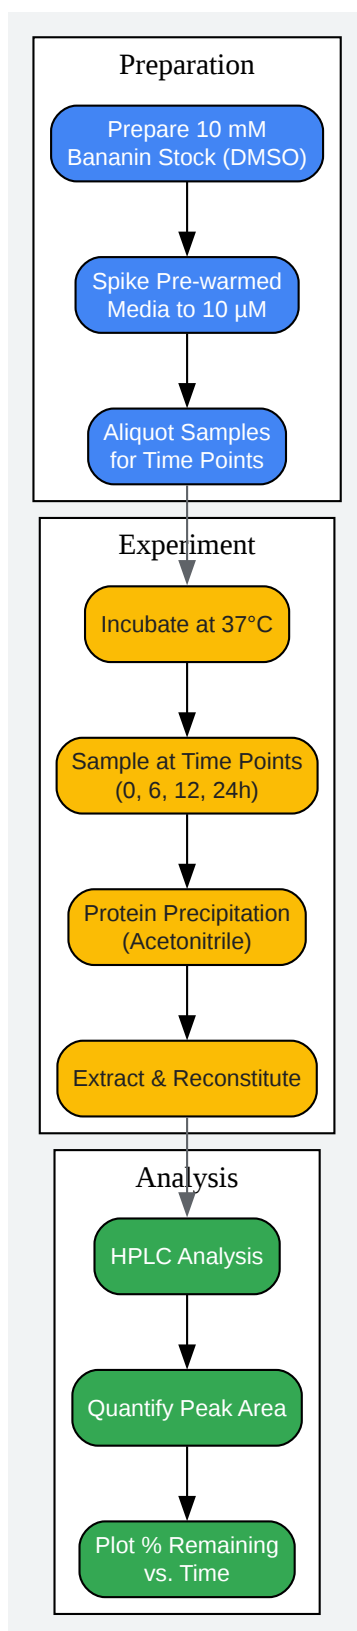 Preparation
Prepare 10 mM
Bananin Stock (DMSO)
Spike Pre-warmed
Media to 10 µM
Aliquot Samples
for Time Points
Experiment
Incubate at 37°C
Sample at Time Points
(0, 6, 12, 24h)
Protein Precipitation
(Acetonitrile)
Extract & Reconstitute
Analysis
HPLC Analysis
Quantify Peak Area
Plot % Remaining
vs. Time